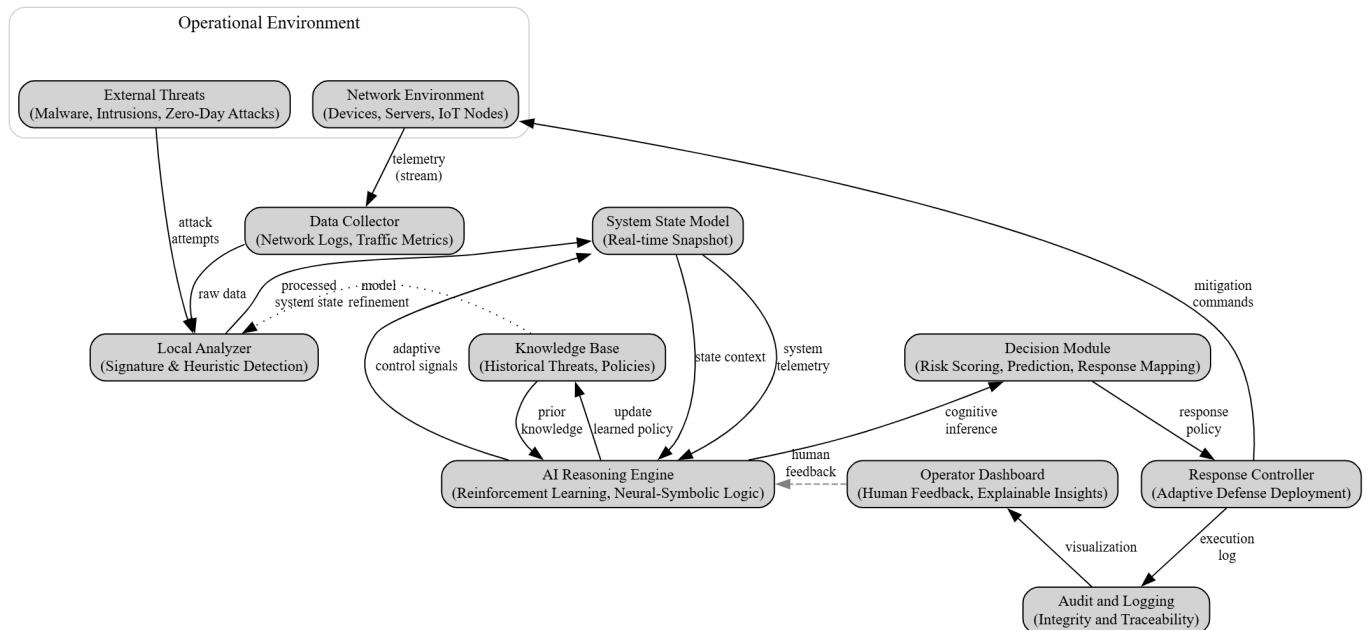 Operational Environment
External Threats
(Malware, Intrusions, Zero-Day Attacks)
Network Environment
(Devices, Servers, IoT Nodes)
telemetry
(stream)
attack
attempts
Data Collector
(Network Logs, Traffic Metrics)
System State Model
(Real-time Snapshot)
raw data
processed
system state
model
refinement
mitigation
commands
Local Analyzer
(Signature & Heuristic Detection)
adaptive
control signals
Knowledge Base
(Historical Threats, Policies)
state context
system
telemetry
Decision Module
(Risk Scoring, Prediction, Response Mapping)
prior
knowledge
update
learned policy
cognitive
inference
response
policy
human
feedback
AI Reasoning Engine
(Reinforcement Learning, Neural-Symbolic Logic)
Operator Dashboard
(Human Feedback, Explainable Insights)
Response Controller
(Adaptive Defense Deployment)
visualization
execution
log
Audit and Logging
(Integrity and Traceability)